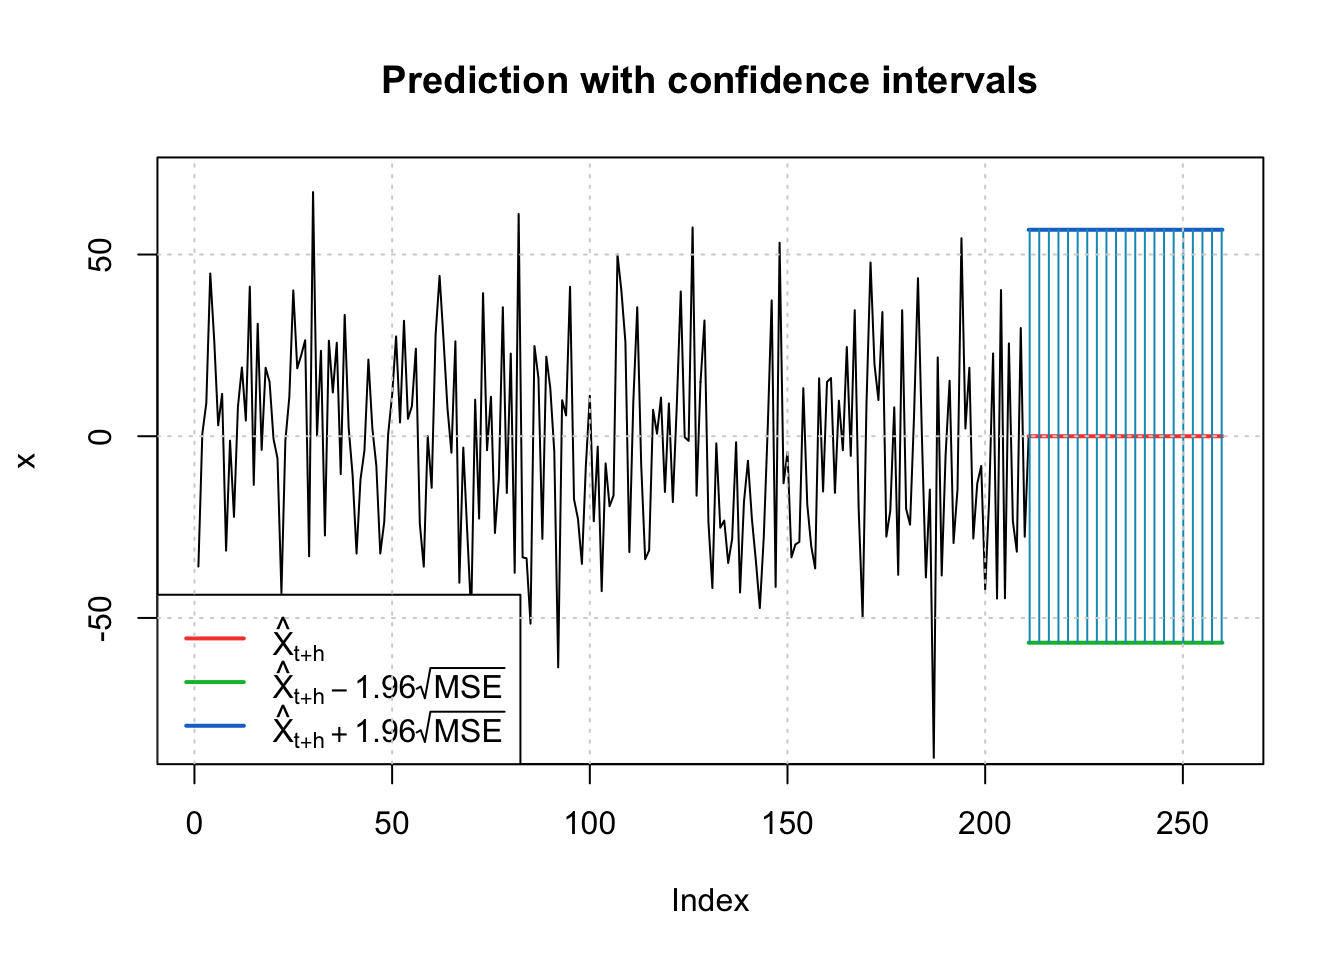 Prediction with confidence intervals
x
50
0
-50
X̂t+h
X̂t+h − 1.96√MSE
X̂t+h + 1.96√MSE
0 50 100 150 200 250
Index